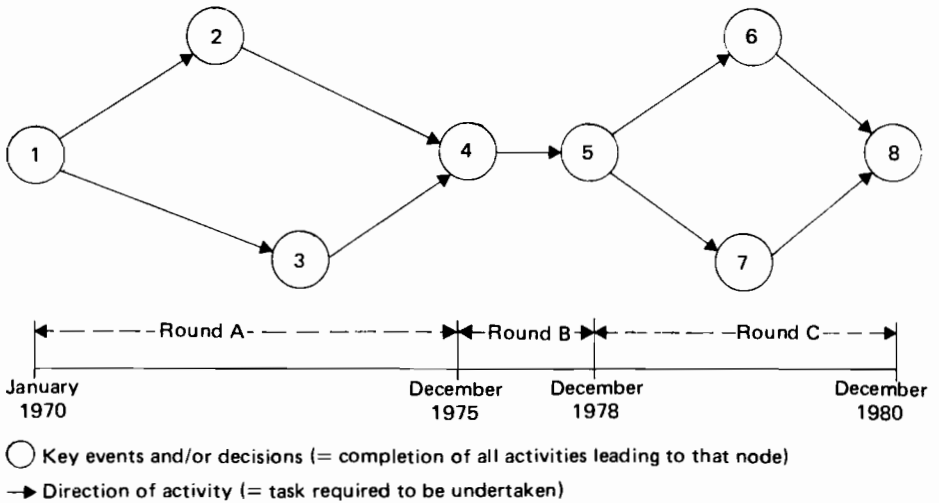 2
6
1
4
5
8
3
7
Round A
Round B
Round C
January
1970
December
1975
December
1978
December
1980
Key events and/or decisions (= completion of all activities leading to that node)
Direction of activity (= task required to be undertaken)